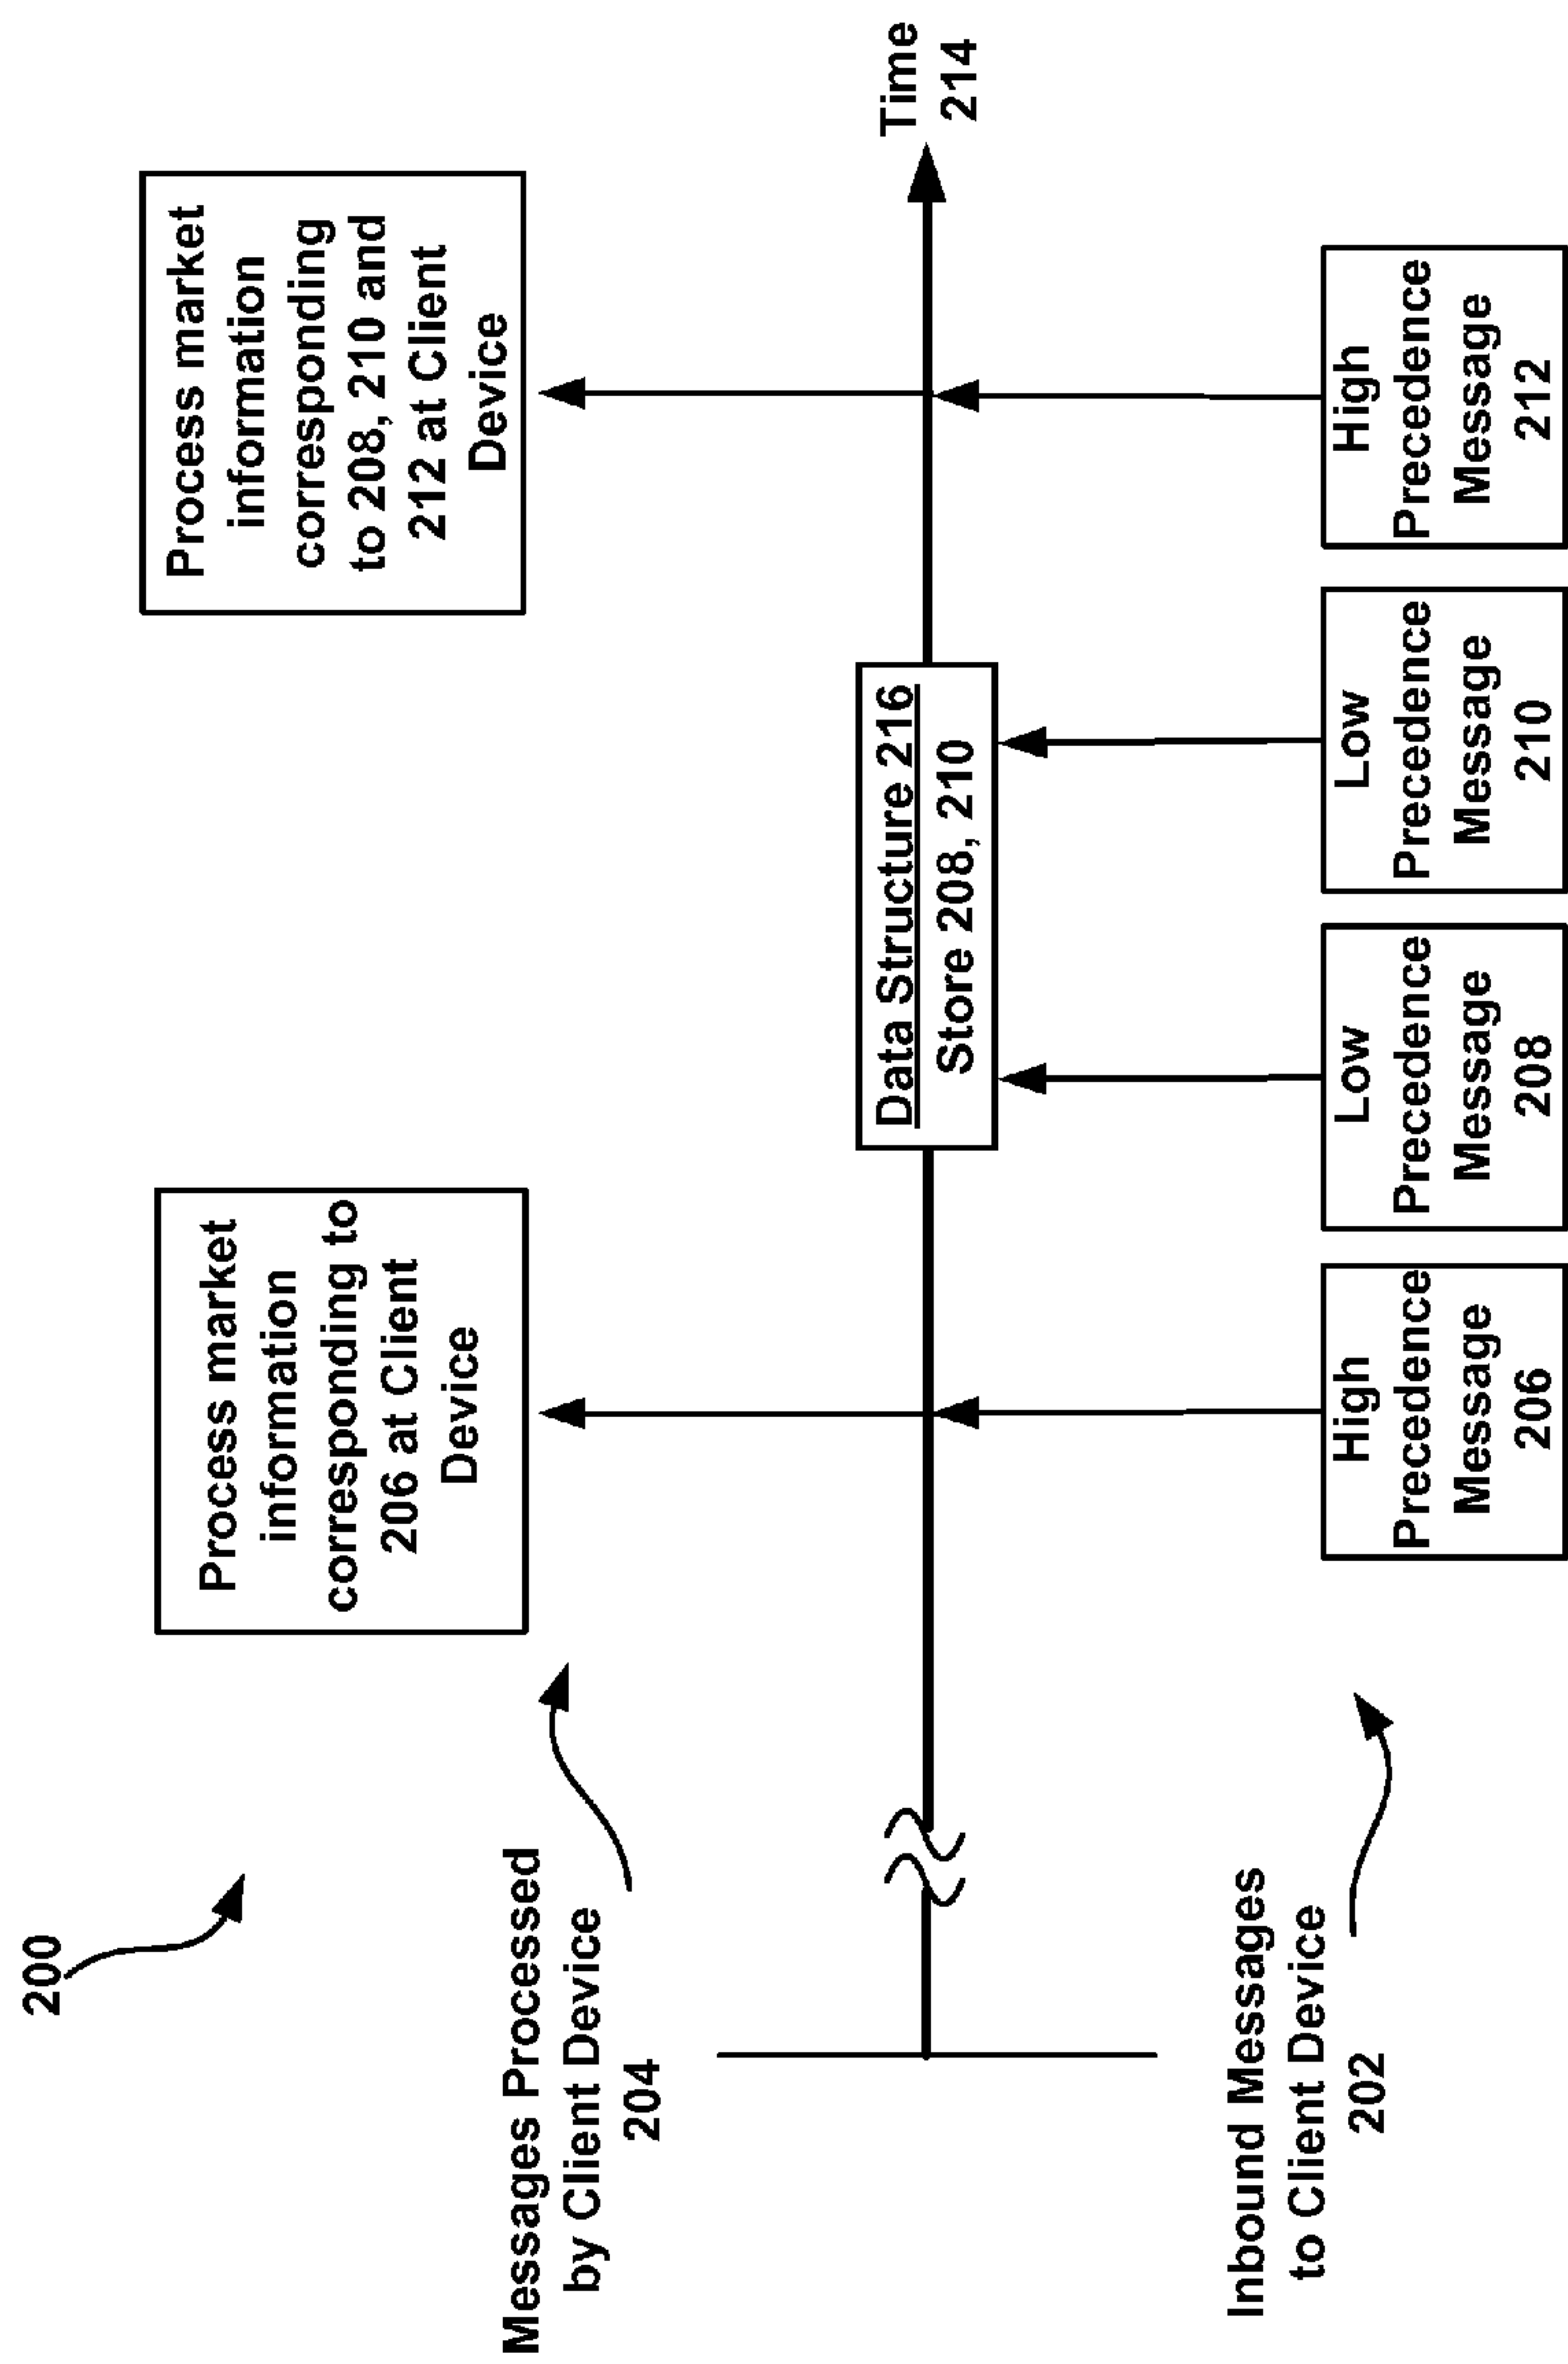 200
Messages Processed
by Client Device
204
Process market
information
corresponding to
206 at Client
Device
Process market
information
corresponding
to 208, 210 and
212 at Client
Device
Data Structure 216
Store 208, 210
Time
214
Inbound Messages
to Client Device
202
High
Precedence
Message
206
Low
Precedence
Message
208
Low
Precedence
Message
210
High
Precedence
Message
212